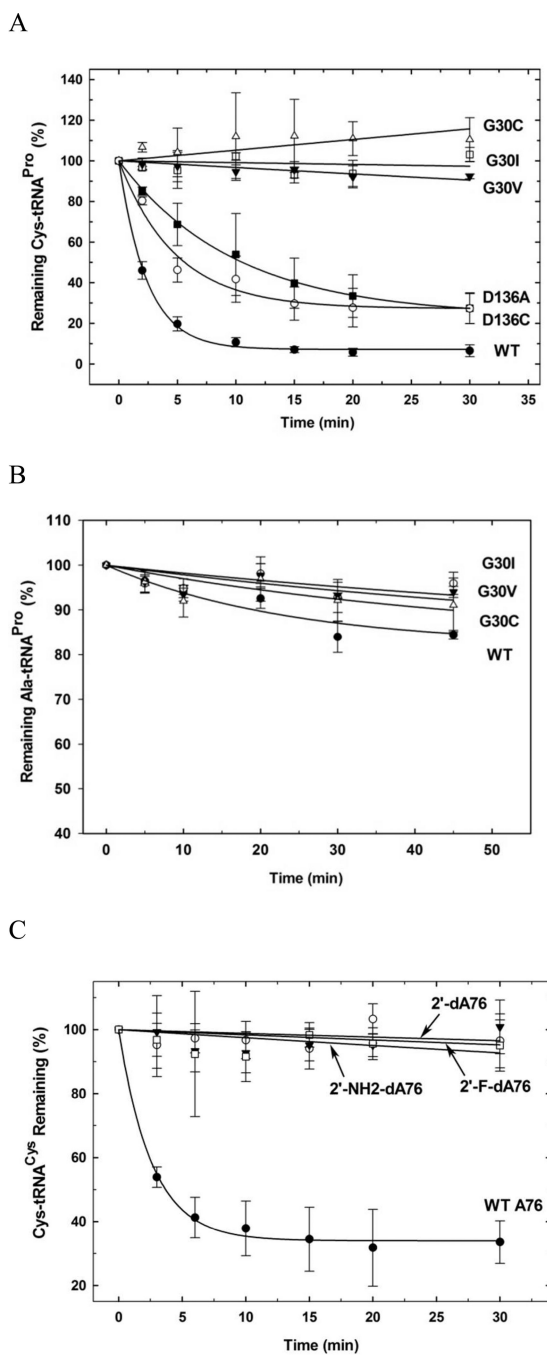 A
Remaining Cys-tRNAPro (%)
140
120
100
80
60
40
20
0
G30C
G30I
G30V
D136A
D136C
WT
0 5 10 15 20 25 30 35
Time (min)
B
Remaining Ala-tRNAPro (%)
110
100
90
80
70
60
50
40
G30I
G30V
G30C
WT
0 10 20 30 40 50
Time (min)
C
Cys-tRNACys Remaining (%)
100
80
60
40
20
2'-dA76
2'-NH2-dA76
2'-F-dA76
WT A76
0 5 10 15 20 25 30
Time (min)